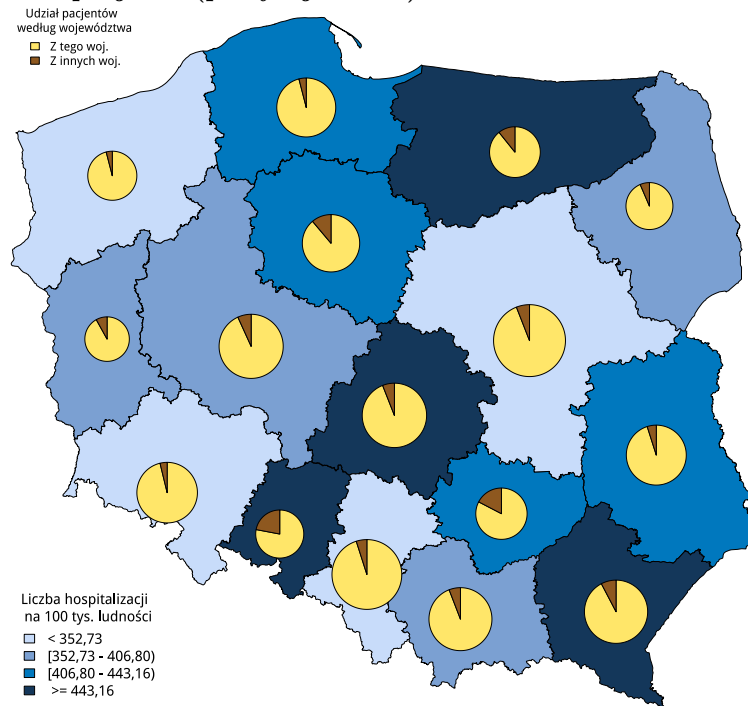 Udział pacjentów
według województwa
Z tego woj.
Z innych woj.
Liczba hospitalizacji
na 100 tys. ludności
< 352,73
[352,73 - 406,80)
[406,80 - 443,16)
>= 443,16